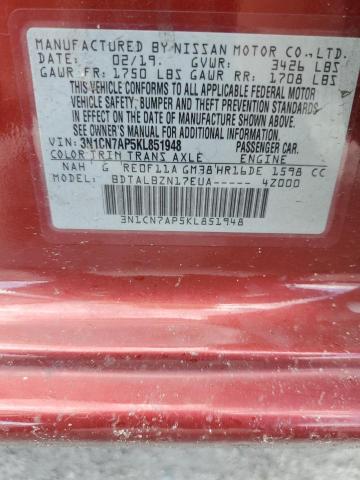 MANUFACTURED BY NISSAN MOTOR CO., LTD.
DATE: 02/19. GVWR: 3426 LBS
GAWR FR: 1750 LBS GAWR RR: 1708 LBS
THIS VEHICLE CONFORMS TO ALL APPLICABLE FEDERAL MOTOR
VEHICLE SAFETY, BUMPER AND THEFT PREVENTION STANDARDS
IN EFFECT ON THE DATE OF MANUFACTURE SHOWN ABOVE. SEE
OWNER'S MANUAL FOR ADDITIONAL INFORMATION.
VIN: 3N1CN7AP5KL851948 PASSENGER CAR.
COLOR TRIM TRANS AXLE ENGINE
NAH G RE0F11A GM38 HR16DE 1598 CC
MODEL: BDTALBZN17EUA----- 4Z000
3N1CN7AP5KL851948